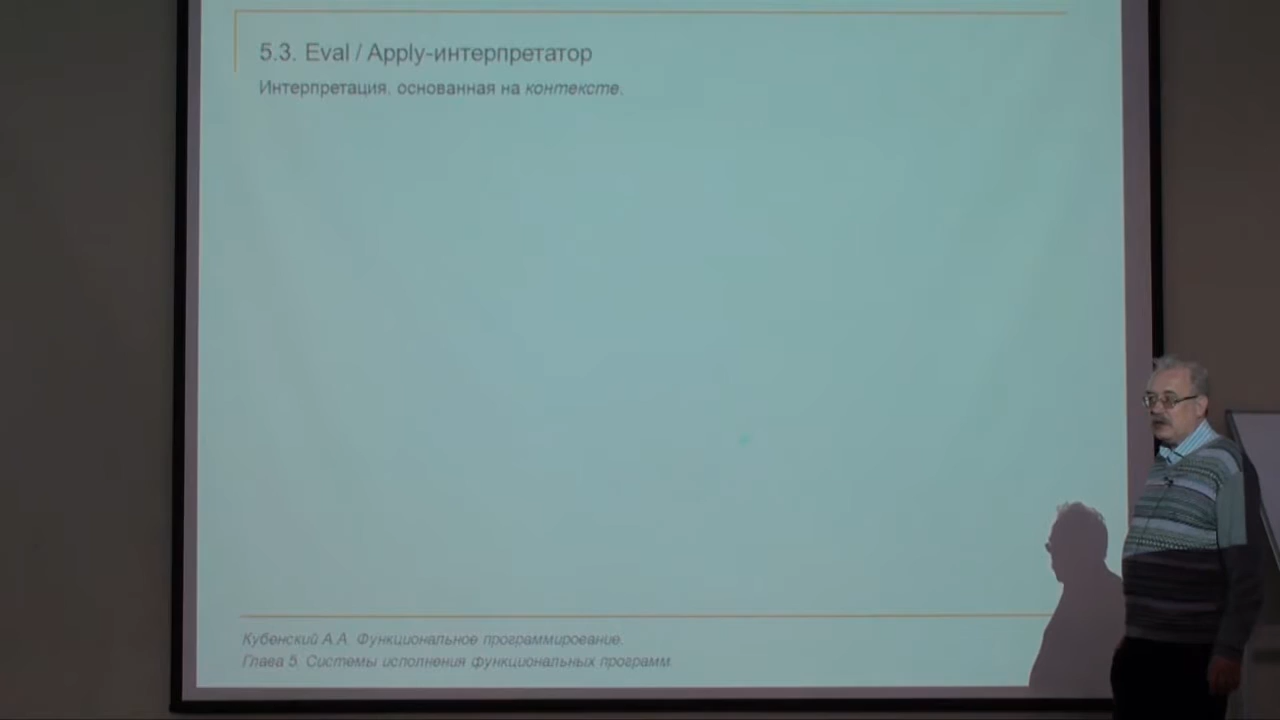 5.3. Eval / Apply-интерпретатор
Интерпретация, основанная на контексте.
Кубенский А.А. Функциональное программирование.
Глава 5. Системы исполнения функциональных программ